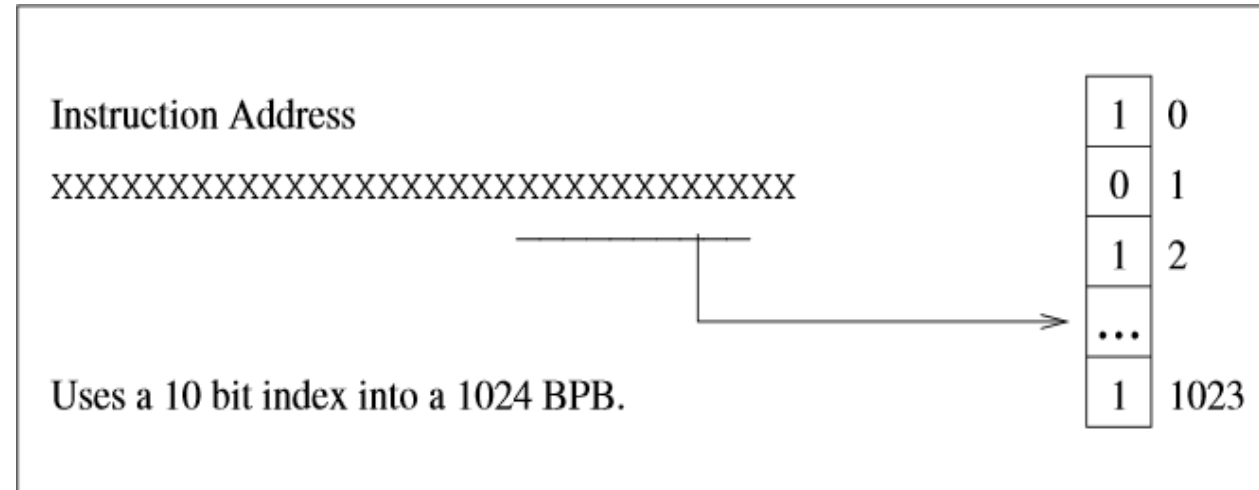 Instruction Address
XXXXXXXXXXXXXXXXXXXXXXXXXXXXXXXX
1 0
0 1
1 2
...
1 1023
Uses a 10 bit index into a 1024 BPB.